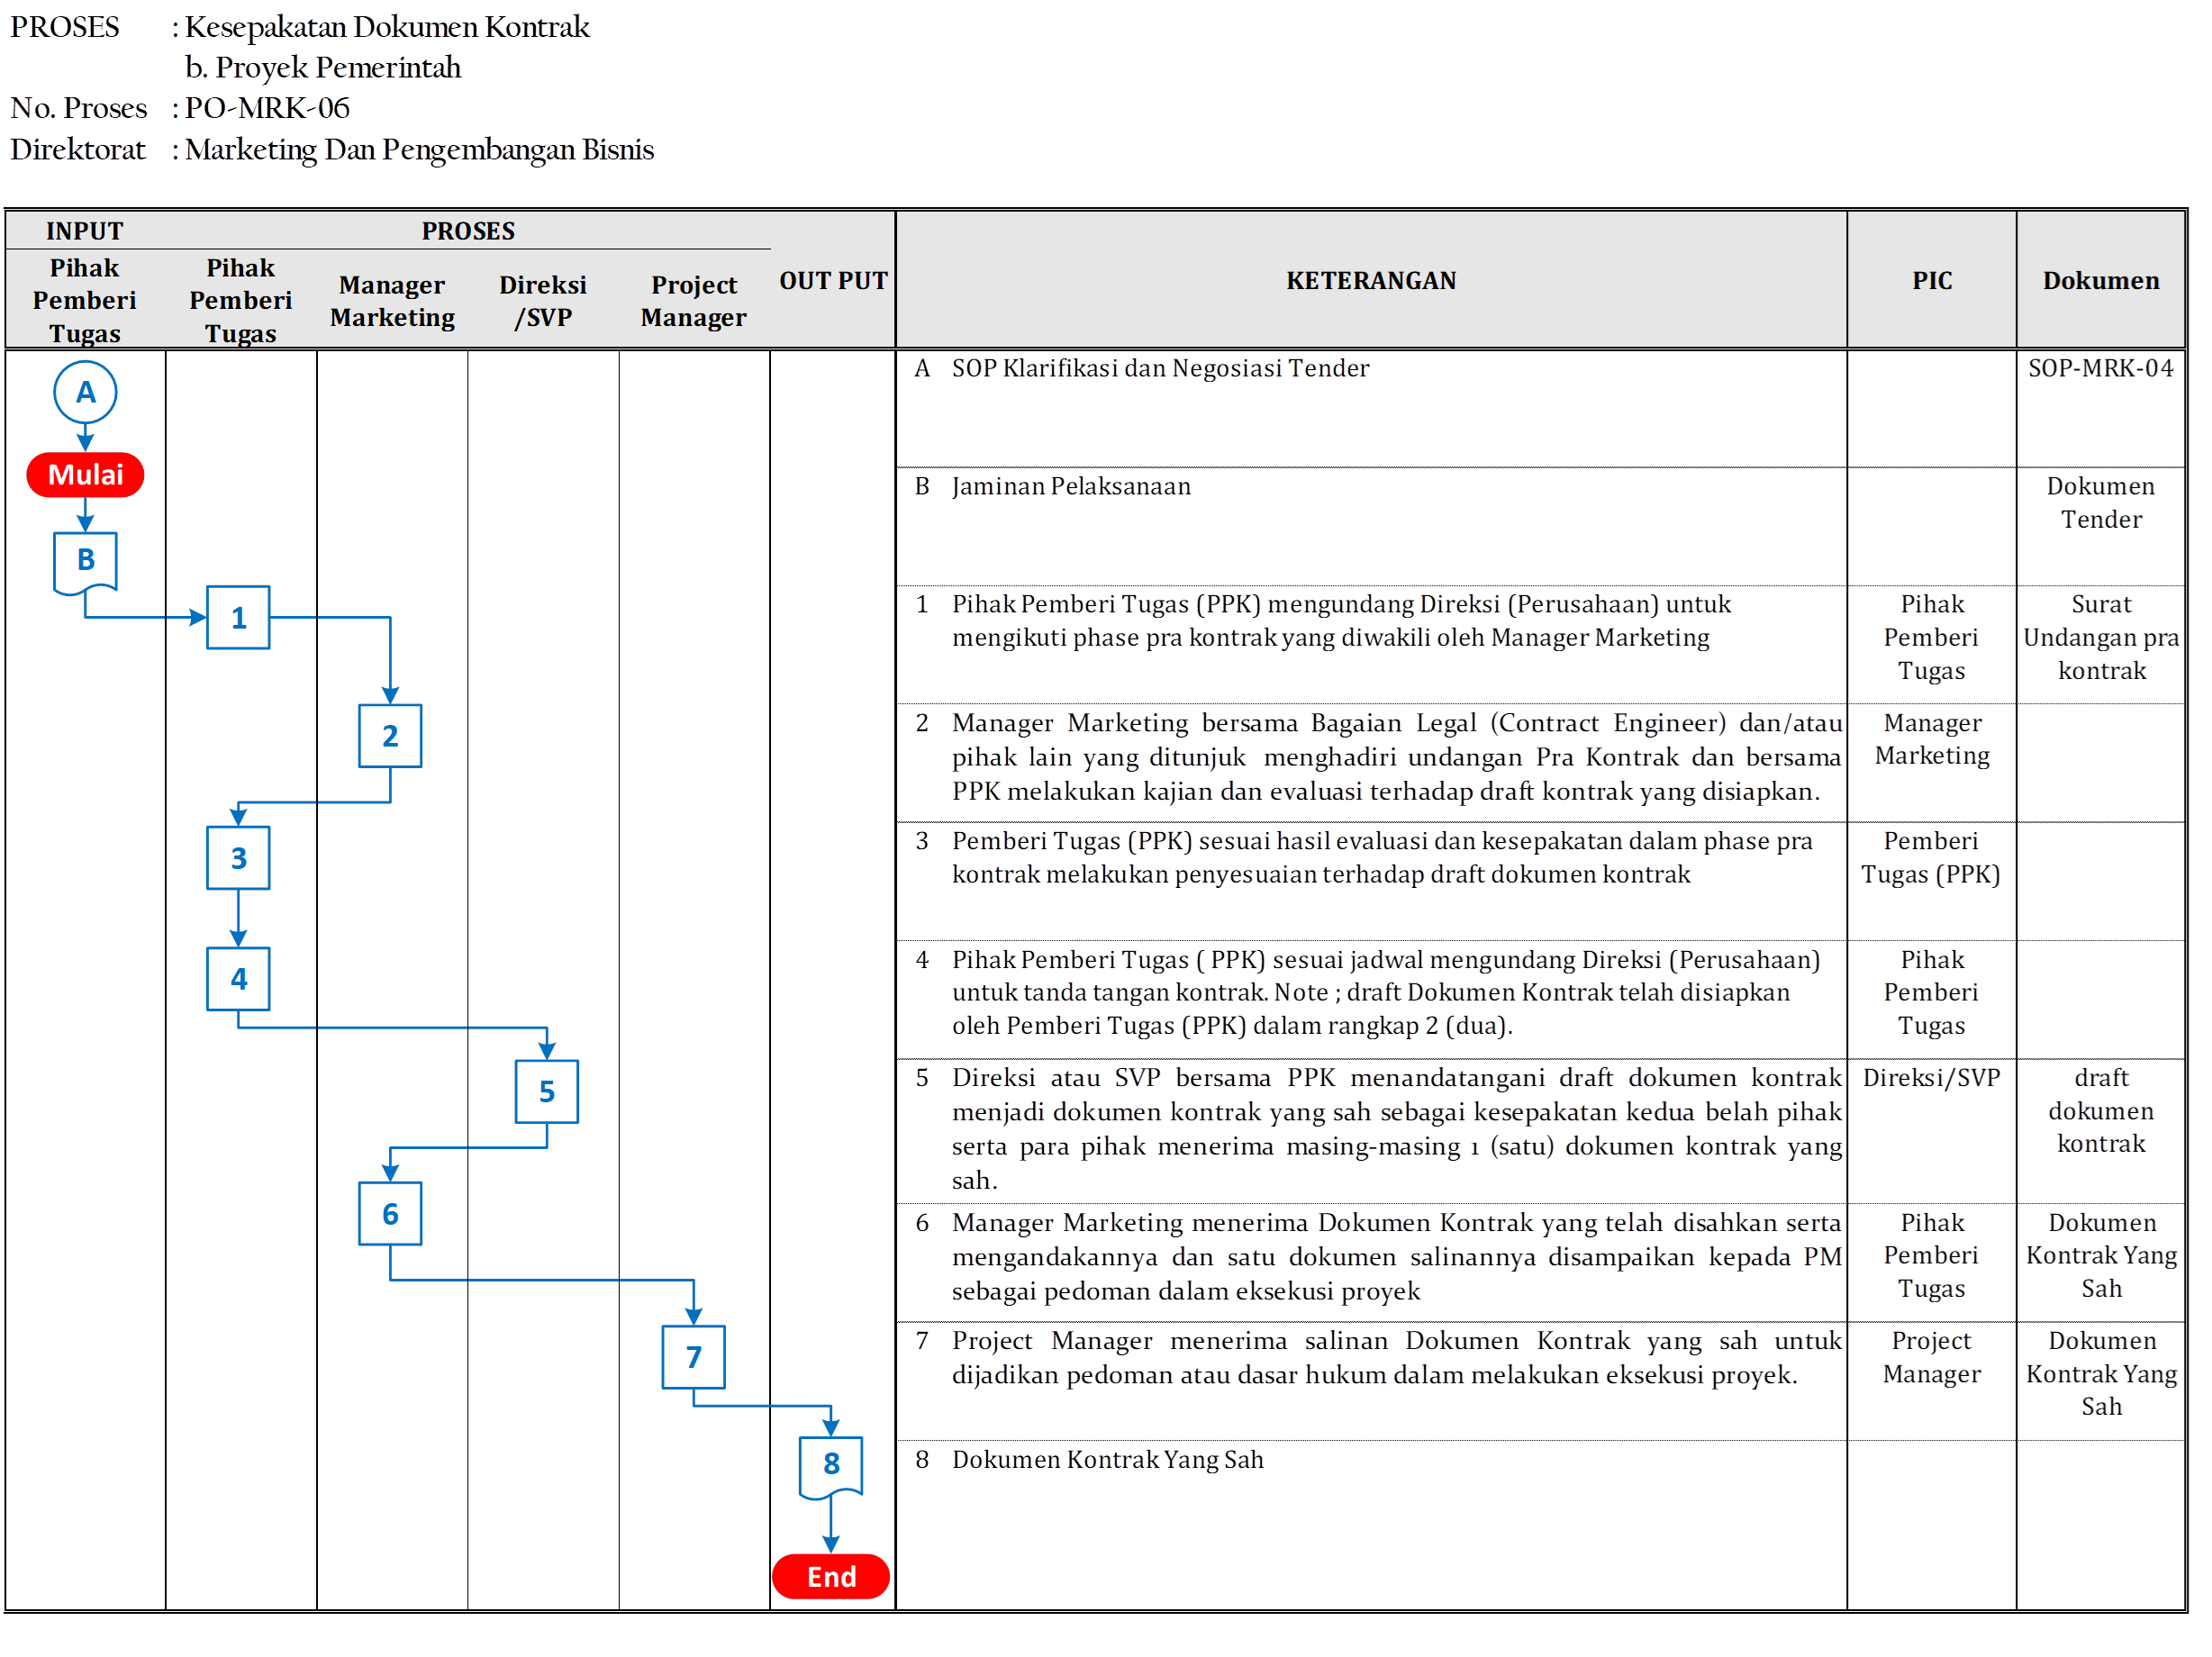 PROSES : Kesepakatan Dokumen Kontrak
b. Proyek Pemerintah
No. Proses : PO-MRK-06
Direktorat : Marketing Dan Pengembangan Bisnis
INPUT PROSES OUT PUT KETERANGAN PIC Dokumen
Pihak Pemberi Tugas
Pihak Pemberi Tugas
Manager Marketing
Direksi /SVP
Project Manager
A
Mulai
B
1
2
3
4
5
6
7
8
End
A SOP Klarifikasi dan Negosiasi Tender SOP-MRK-04
B Jaminan Pelaksanaan
Dokumen
Tender
1 Pihak Pemberi Tugas (PPK) mengundang Direksi (Perusahaan) untuk
mengikuti phase pra kontrak yang diwakili oleh Manager Marketing
Pihak
Pemberi
Tugas
Surat
Undangan pra
kontrak
2 Manager Marketing bersama Bagaian Legal (Contract Engineer) dan/atau
pihak lain yang ditunjuk menghadiri undangan Pra Kontrak dan bersama
PPK melakukan kajian dan evaluasi terhadap draft kontrak yang disiapkan.
Manager
Marketing
3 Pemberi Tugas (PPK) sesuai hasil evaluasi dan kesepakatan dalam phase pra
kontrak melakukan penyesuaian terhadap draft dokumen kontrak
Pemberi
Tugas (PPK)
4 Pihak Pemberi Tugas ( PPK) sesuai jadwal mengundang Direksi (Perusahaan)
untuk tanda tangan kontrak. Note ; draft Dokumen Kontrak telah disiapkan
oleh Pemberi Tugas (PPK) dalam rangkap 2 (dua).
Pihak
Pemberi
Tugas
5 Direksi atau SVP bersama PPK menandatangani draft dokumen kontrak
menjadi dokumen kontrak yang sah sebagai kesepakatan kedua belah pihak
serta para pihak menerima masing-masing 1 (satu) dokumen kontrak yang
sah.
Direksi/SVP
draft
dokumen
kontrak
6 Manager Marketing menerima Dokumen Kontrak yang telah disahkan serta
mengandakannya dan satu dokumen salinannya disampaikan kepada PM
sebagai pedoman dalam eksekusi proyek
Pihak
Pemberi
Tugas
Dokumen
Kontrak Yang
Sah
7 Project Manager menerima salinan Dokumen Kontrak yang sah untuk
dijadikan pedoman atau dasar hukum dalam melakukan eksekusi proyek.
Project
Manager
Dokumen
Kontrak Yang
Sah
8 Dokumen Kontrak Yang Sah